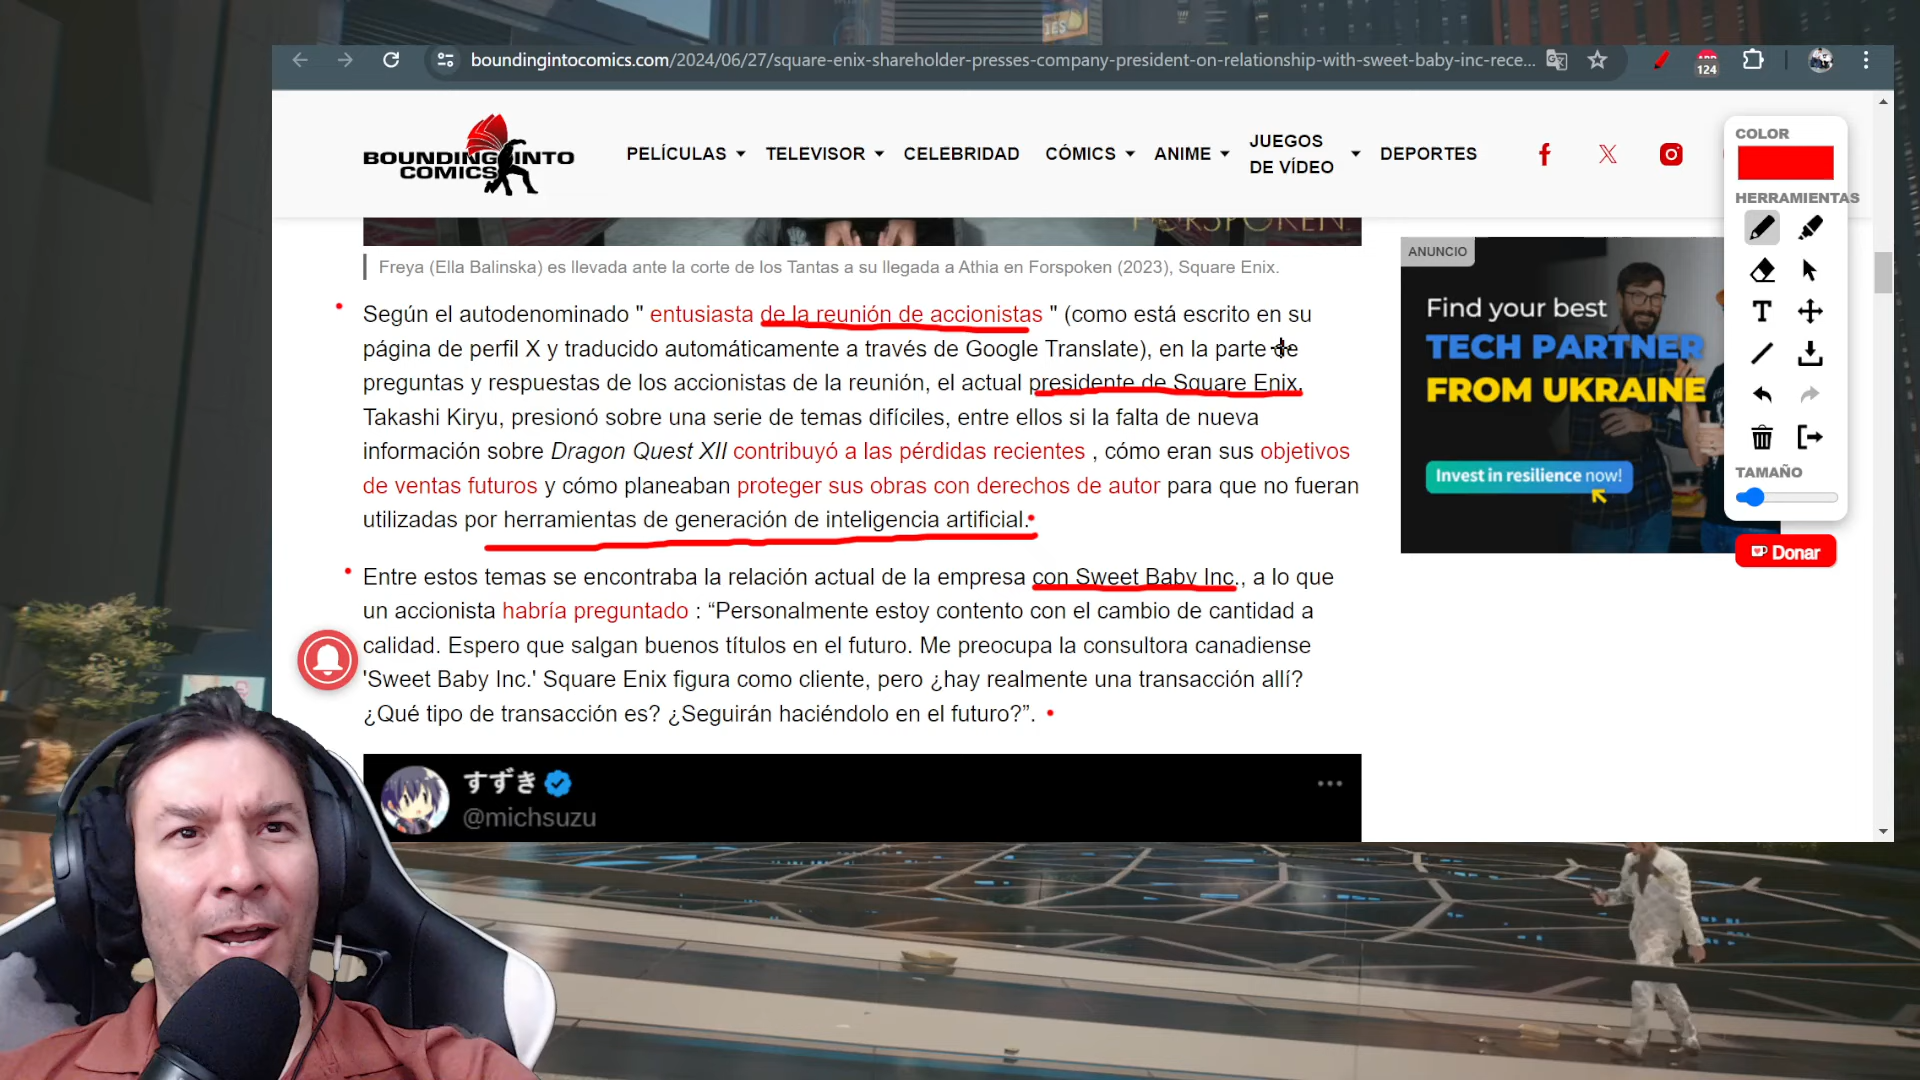 boundingintocomics.com/2024/06/27/square-enix-shareholder-presses-company-president-on-relationship-with-sweet-baby-inc-rece...
124
BOUNDING INTO
COMICS
PELÍCULAS
TELEVISOR
CELEBRIDAD
CÓMICS
ANIME
JUEGOS
DE VÍDEO
DEPORTES
COLOR
HERRAMIENTAS
TAMAÑO
Donar
FORSPOKEN
Freya (Ella Balinska) es llevada ante la corte de los Tantas a su llegada a Athia en Forspoken (2023), Square Enix.
Según el autodenominado " entusiasta de la reunión de accionistas " (como está escrito en su
página de perfil X y traducido automáticamente a través de Google Translate), en la parte de
preguntas y respuestas de los accionistas de la reunión, el actual presidente de Square Enix,
Takashi Kiryu, presionó sobre una serie de temas difíciles, entre ellos si la falta de nueva
información sobre Dragon Quest XII contribuyó a las pérdidas recientes , cómo eran sus objetivos
de ventas futuros y cómo planeaban proteger sus obras con derechos de autor para que no fueran
utilizadas por herramientas de generación de inteligencia artificial.
Entre estos temas se encontraba la relación actual de la empresa con Sweet Baby Inc., a lo que
un accionista habría preguntado : “Personalmente estoy contento con el cambio de cantidad a
calidad. Espero que salgan buenos títulos en el futuro. Me preocupa la consultora canadiense
'Sweet Baby Inc.' Square Enix figura como cliente, pero ¿hay realmente una transacción allí?
¿Qué tipo de transacción es? ¿Seguirán haciéndolo en el futuro?”.
すずき
@michsuzu
ANUNCIO
Find your best
TECH PARTNER
FROM UKRAINE
Invest in resilience now!